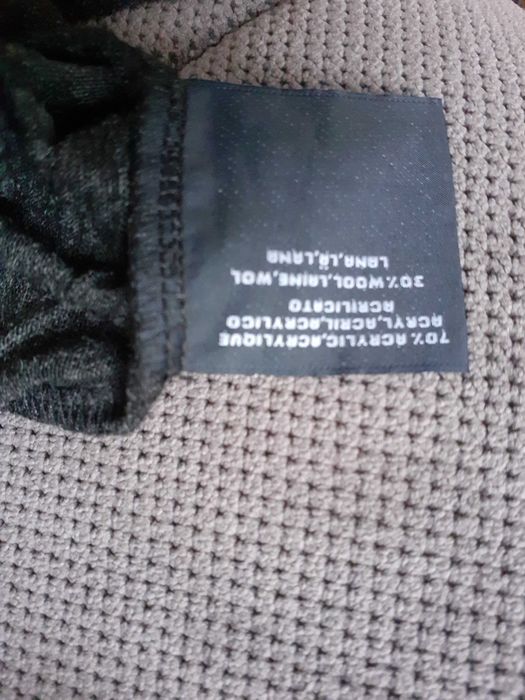 70% ACRYLIC,ACRYLIQUE
ACRYL,ACRIL,ACRYLICO
ACRILICATO
30% WOOL,LAINE,WOL,
LANA,LÃ,LANA